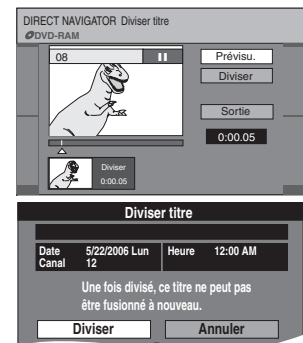 DIRECT NAVIGATOR Diviser titre
DVD-RAM
08
Prévisu.
Diviser
Sortie
0:00.05
Diviser
0:00.05
Diviser titre
Date 5/22/2006 Lun Heure 12:00 AM
Canal 12
Une fois divisé, ce titre ne peut pas
être fusionné à nouveau.
Diviser Annuler